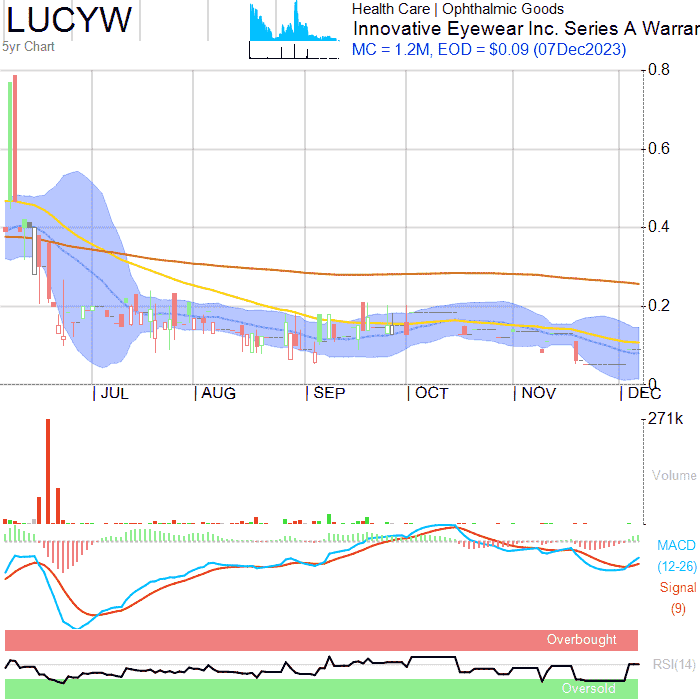 LUCYW
5yr Chart
Health Care | Ophthalmic Goods
Innovative Eyewear Inc. Series A Warran
MC = 1.2M, EOD = $0.09 (07Dec2023)
0.8
0.6
0.4
0.2
0
JUL AUG SEP OCT NOV DEC
271k
Volume
MACD
(12-26)
Signal
(9)
Overbought
RSI(14)
Oversold